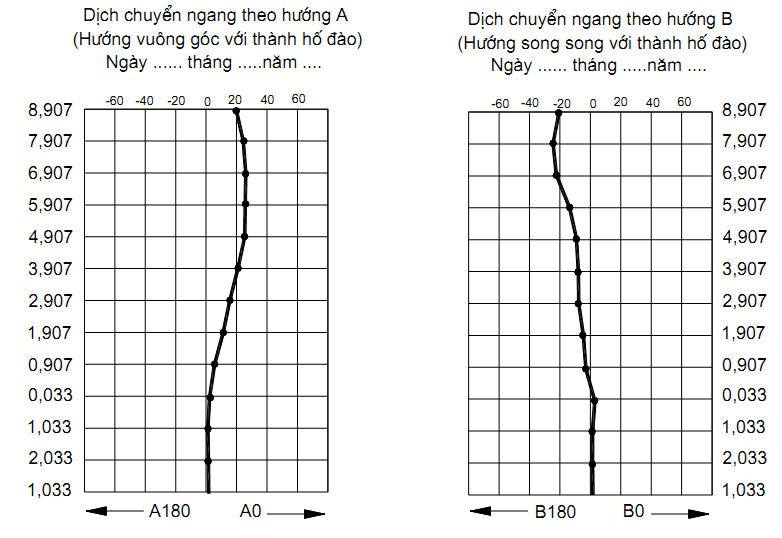 Dịch chuyển ngang theo hướng A
(Hướng vuông góc với thành hố đào)
Ngày ...... tháng .....năm ....
-60 -40 -20 0 20 40 60
8,907
7,907
6,907
5,907
4,907
3,907
2,907
1,907
0,907
0,033
1,033
2,033
1,033
A180 A0
Dịch chuyển ngang theo hướng B
(Hướng song song với thành hố đào)
Ngày ...... tháng .....năm ....
-60 -40 -20 0 20 40 60
8,907
7,907
6,907
5,907
4,907
3,907
2,907
1,907
0,907
0,033
1,033
2,033
1,033
B180 B0